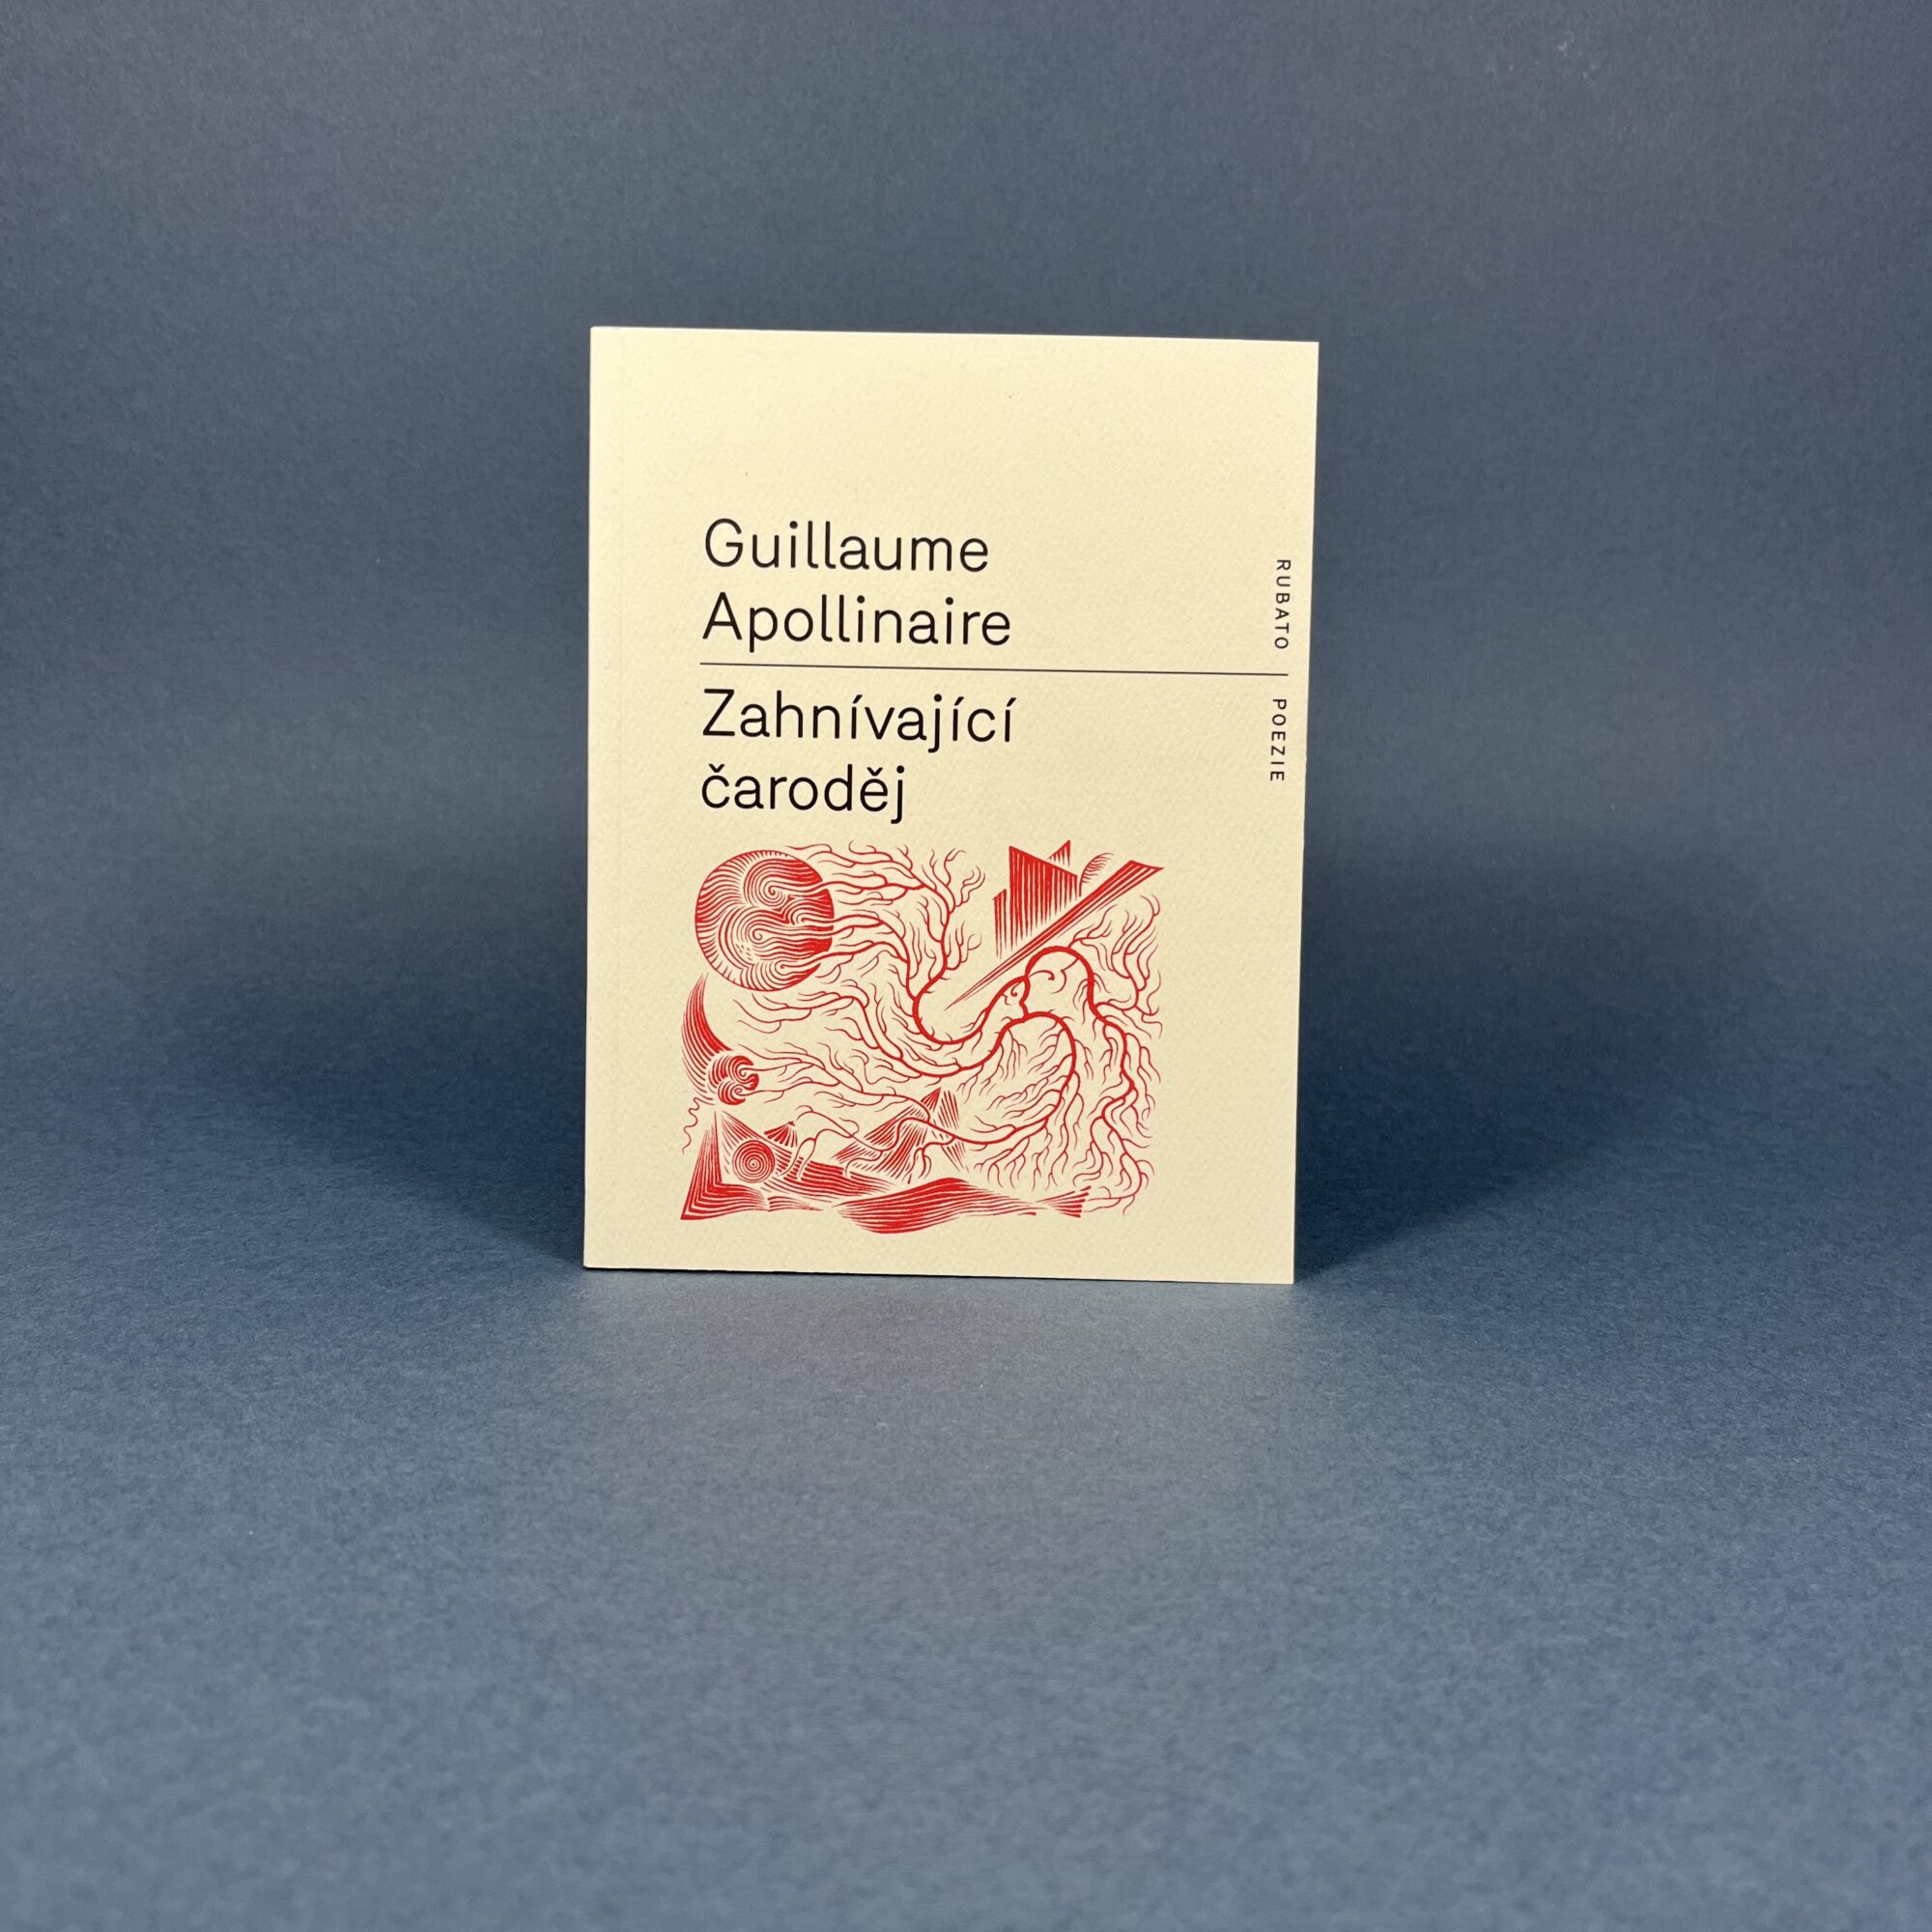 Guillaume
Apollinaire
Zahnívající
čaroděj
RUBATO
POEZIE